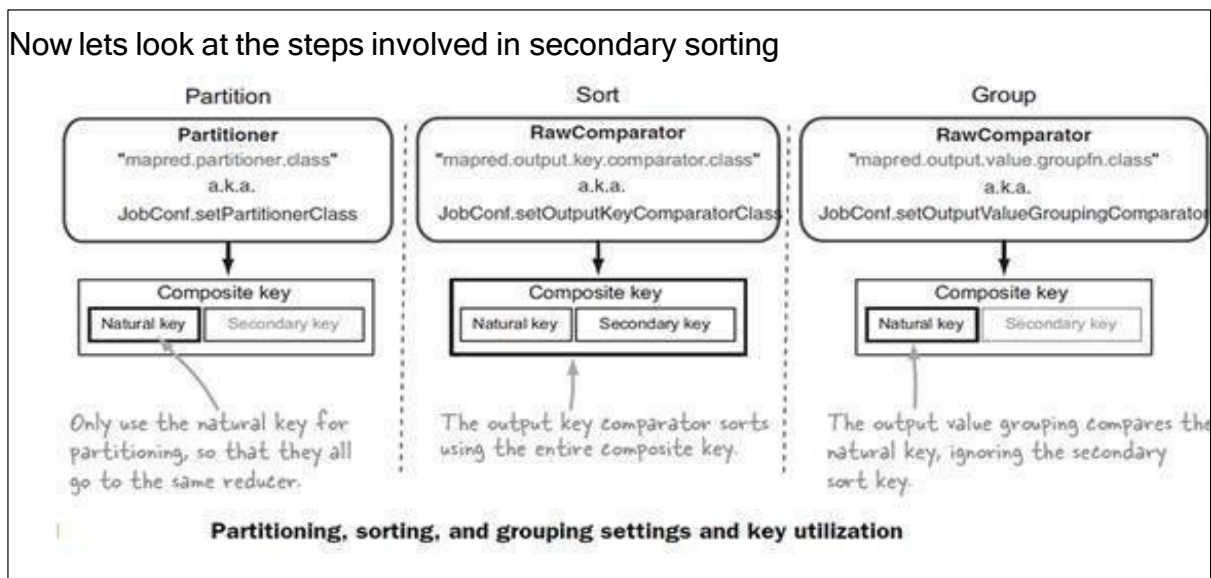 Now lets look at the steps involved in secondary sorting
Partition
Partitioner
"mapred.partitioner.class"
a.k.a.
JobConf.setPartitionerClass
Composite key
Natural key
Secondary key
Only use the natural key for
partitioning, so that they all
go to the same reducer.
Sort
RawComparator
"mapred.output.key.comparator.class"
a.k.a.
JobConf.setOutputKeyComparatorClass
Composite key
Natural key
Secondary key
The output key comparator sorts
using the entire composite key.
Group
RawComparator
"mapred.output.value.groupfn.class"
a.k.a.
JobConf.setOutputValueGroupingComparator
Composite key
Natural key
Secondary key
The output value grouping compares the
natural key, ignoring the secondary
sort key.
Partitioning, sorting, and grouping settings and key utilization